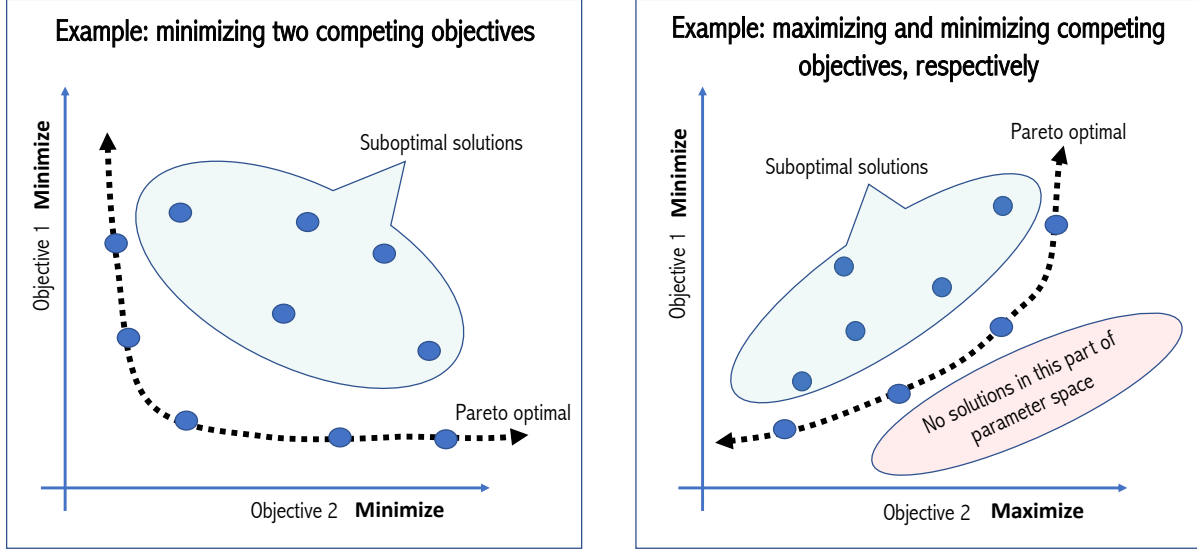 Example: minimizing two competing objectives
Suboptimal solutions
Objective 1 Minimize
Pareto optimal
Objective 2 Minimize
Example: maximizing and minimizing competing
objectives, respectively
Pareto optimal
Suboptimal solutions
Objective 1 Minimize
No solutions in this part of
parameter space
Objective 2 Maximize